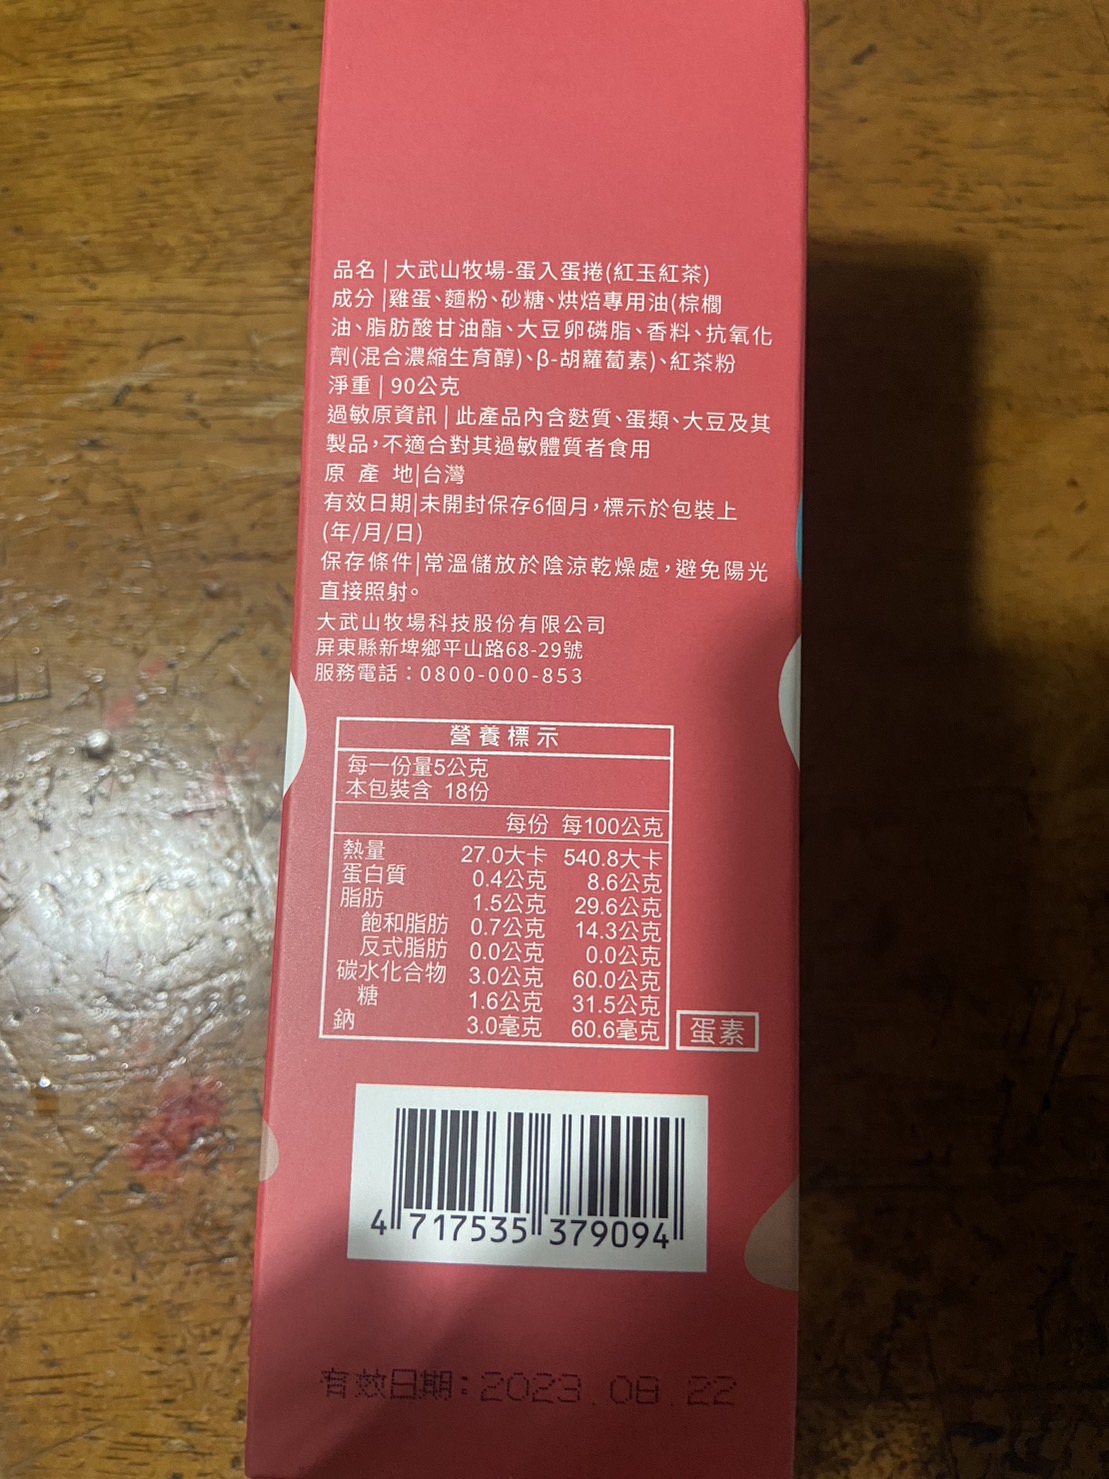 品名|大武山牧場-蛋入蛋捲(紅玉紅茶)
成分|雞蛋、麵粉、砂糖、烘焙專用油(棕櫚
油、脂肪酸甘油酯、大豆卵磷脂、香料、抗氧化
劑(混合濃縮生育醇)、β-胡蘿蔔素)、紅茶粉
淨重|90公克
過敏原資訊|此產品內含麩質、蛋類、大豆及其
製品,不適合對其過敏體質者食用
原 產 地|台灣
有效日期|未開封保存6個月,標示於包裝上
(年/月/日)
保存條件|常溫儲放於陰涼乾燥處,避免陽光
直接照射。
大武山牧場科技股份有限公司
屏東縣新埤鄉平山路68-29號
服務電話:0800-000-853
營養標示
每一份量5公克
本包裝含 18份
每份 每100公克
熱量 27.0大卡 540.8大卡
蛋白質 0.4公克 8.6公克
脂肪 1.5公克 29.6公克
飽和脂肪 0.7公克 14.3公克
反式脂肪 0.0公克 0.0公克
碳水化合物 3.0公克 60.0公克
糖 1.6公克 31.5公克
鈉 3.0毫克 60.6毫克
蛋素
4 717535 379094
有效日期:2023.08.22